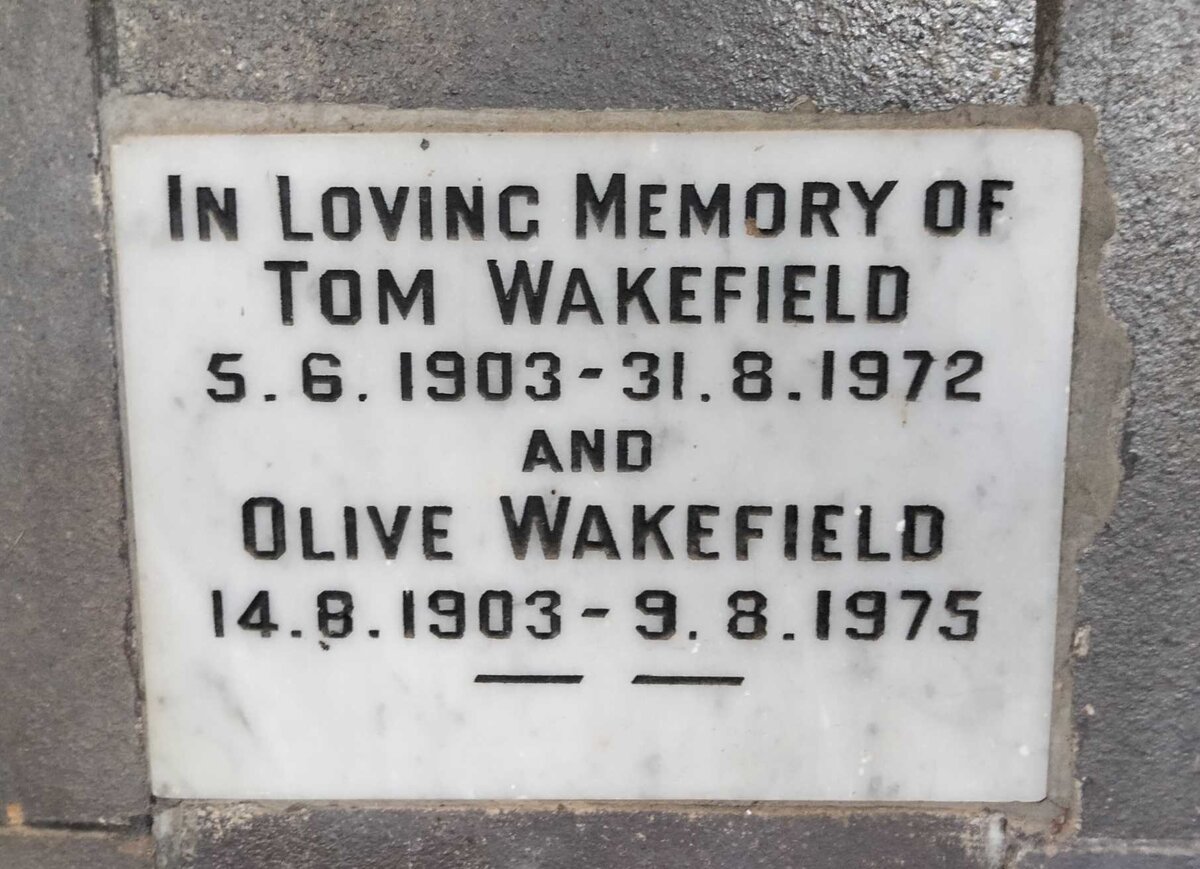 IN LOVING MEMORY OF
TOM WAKEFIELD
5.6.1903-31.8.1972
AND
OLIVE WAKEFIELD
14.8.1903-9.8.1975